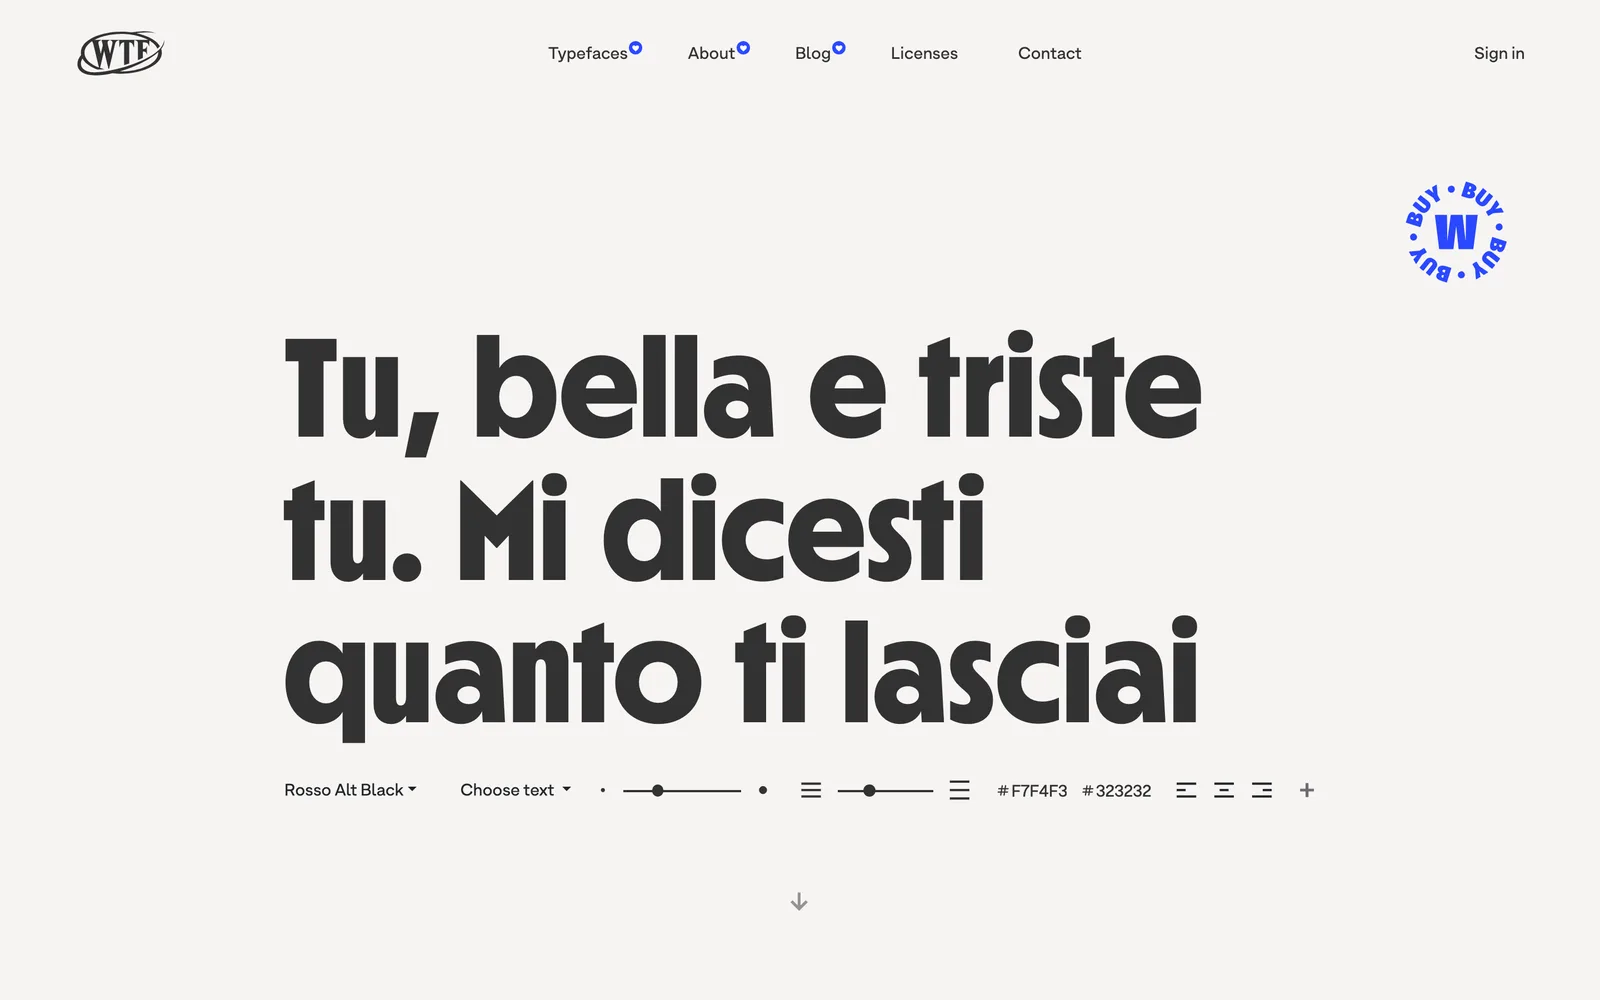 WTF
Typefaces
About
Blog
Licenses
Contact
Sign in
BUY • BUY • BUY • BUY •
W
Tu, bella e triste
tu. Mi dicesti
quanto ti lasciai
Rosso Alt Black
Choose text
#F7F4F3
#323232